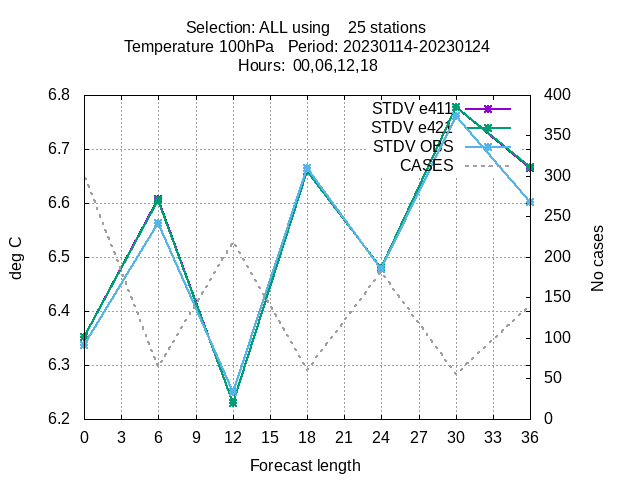 Selection: ALL using    25 stations
Temperature 100hPa   Period: 20230114-20230124
Hours:  00,06,12,18
6.8
6.7
6.6
6.5
6.4
6.3
6.2
deg C
STDV e411
STDV e421
STDV OBS
CASES
400
350
300
250
200
150
100
50
0
No cases
0 3 6 9 12 15 18 21 24 27 30 33 36
Forecast length